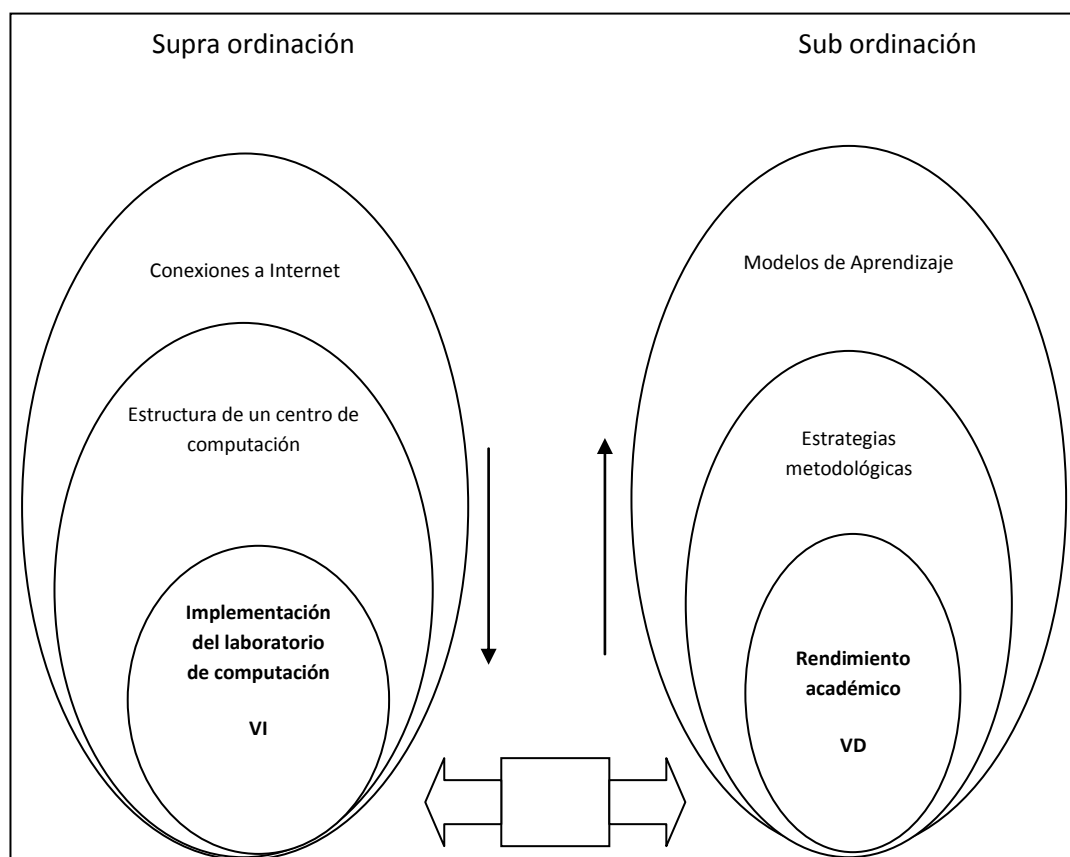 Supra ordinación
Sub ordinación
Conexiones a Internet
Modelos de Aprendizaje
Estructura de un centro de
computación
Estrategias
metodológicas
Implementación
del laboratorio
de computación
VI
Rendimiento
académico
VD